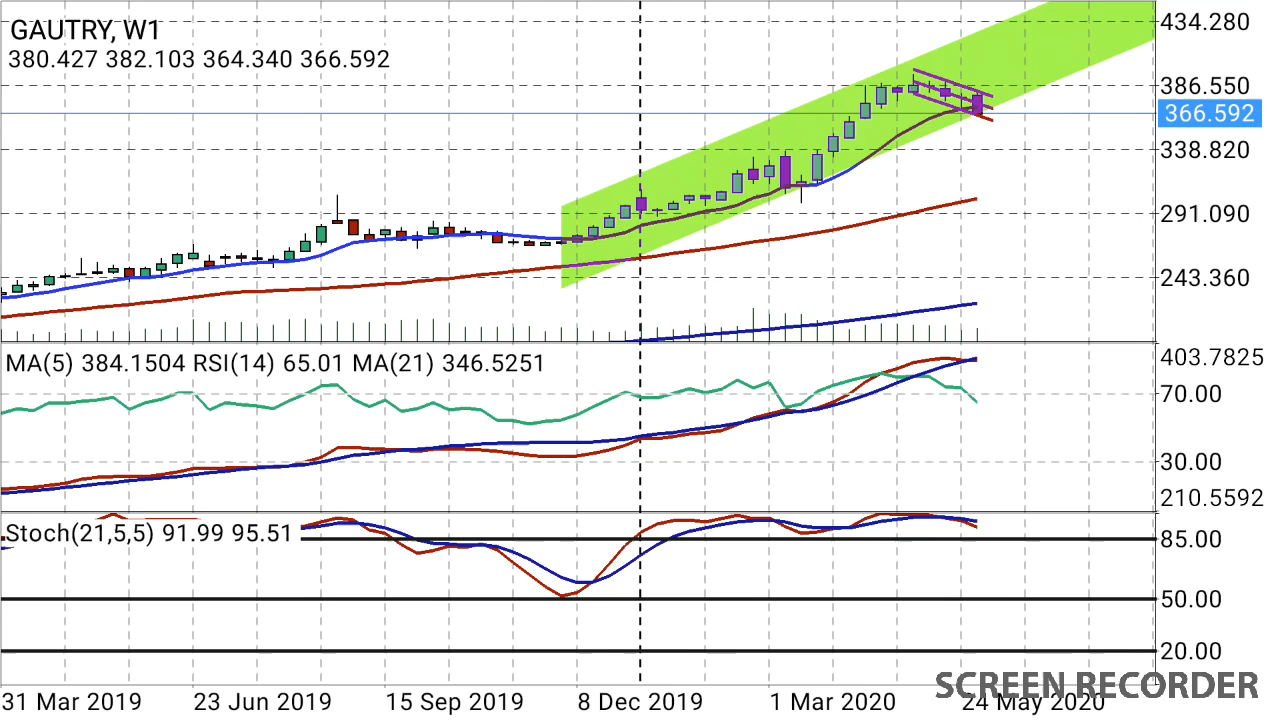 GAUTRY, W1
380.427 382.103 364.340 366.592
434.280
386.550
366.592
338.820
291.090
243.360
MA(5) 384.1504 RSI(14) 65.01 MA(21) 346.5251
403.7825
70.00
30.00
210.5592
Stoch(21,5,5) 91.99 95.51
85.00
50.00
20.00
31 Mar 2019 23 Jun 2019 15 Sep 2019 8 Dec 2019 1 Mar 2020 24 May 2020
SCREEN RECORDER